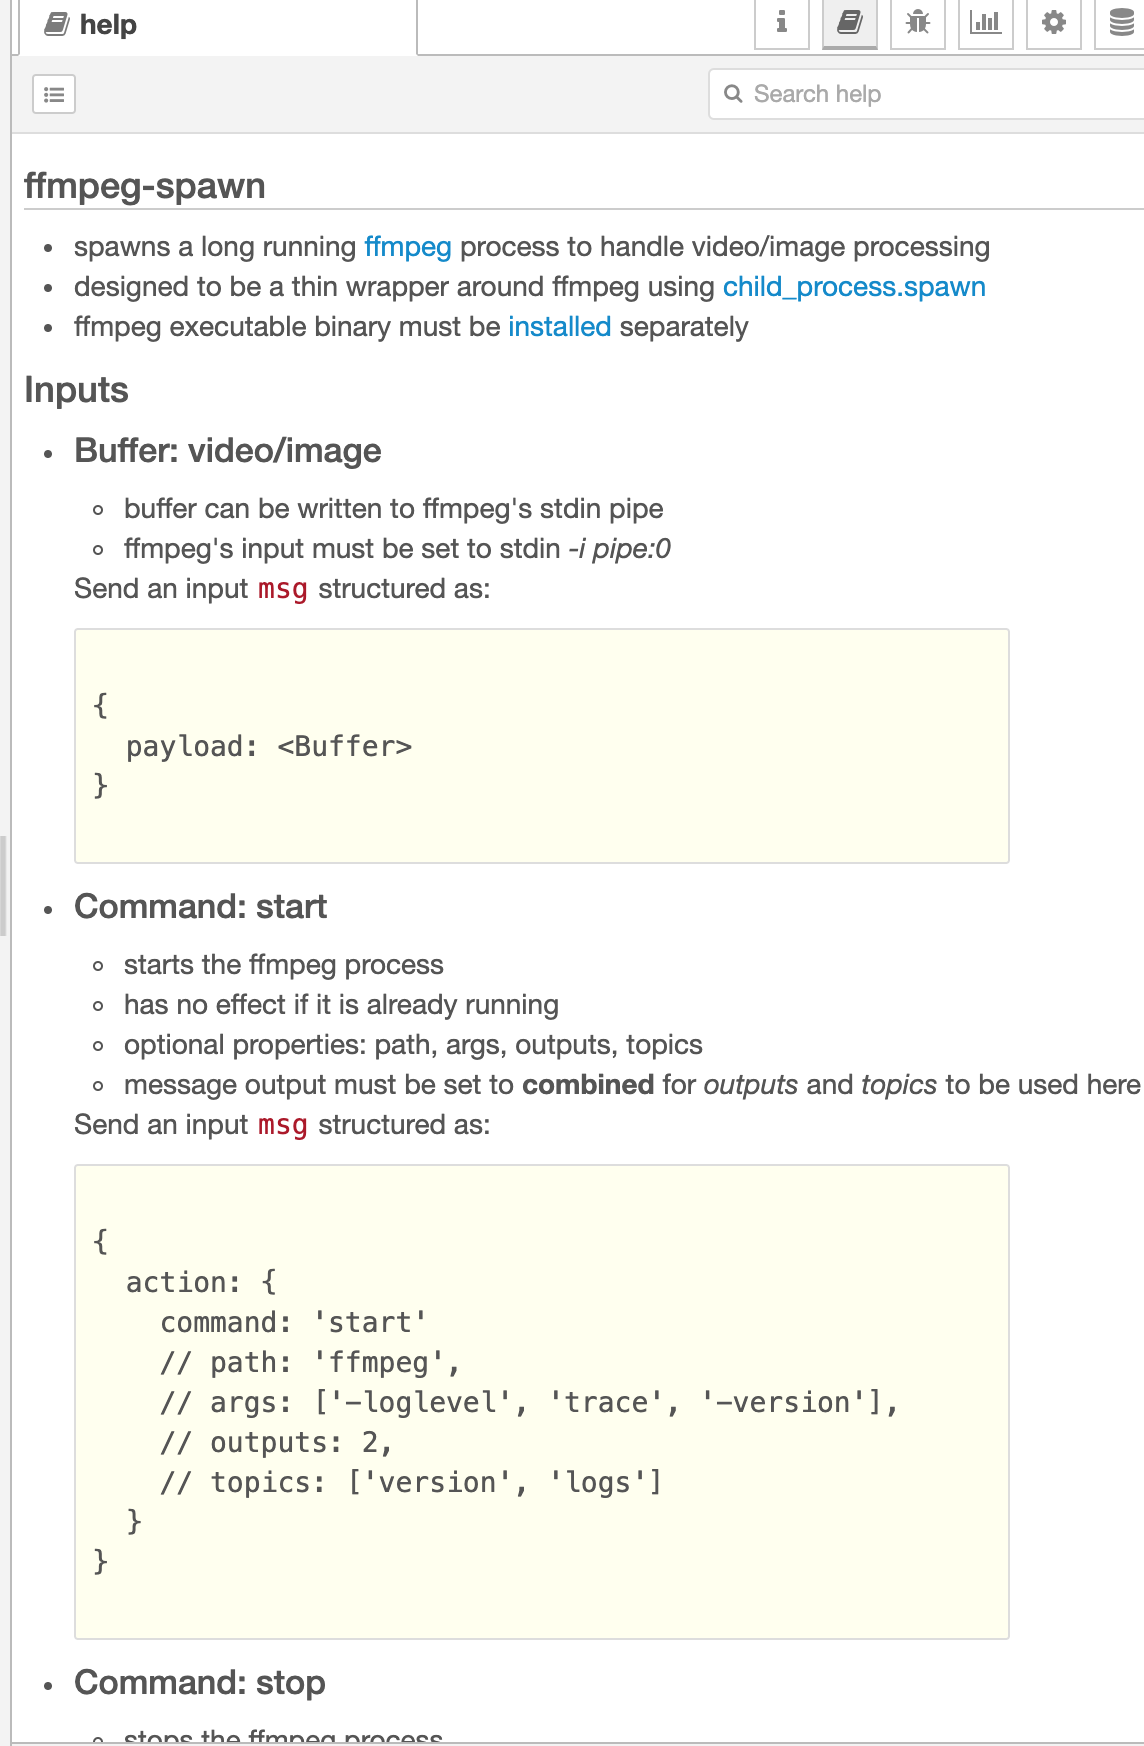 help
Search help
ffmpeg-spawn
spawns a long running ffmpeg process to handle video/image processing
designed to be a thin wrapper around ffmpeg using child_process.spawn
ffmpeg executable binary must be installed separately
Inputs
Buffer: video/image
buffer can be written to ffmpeg's stdin pipe
ffmpeg's input must be set to stdin -i pipe:0
Send an input msg structured as:
{
  payload: <Buffer>
}
Command: start
starts the ffmpeg process
has no effect if it is already running
optional properties: path, args, outputs, topics
message output must be set to combined for outputs and topics to be used here
Send an input msg structured as:
{
  action: {
    command: 'start'
    // path: 'ffmpeg',
    // args: ['-loglevel', 'trace', '-version'],
    // outputs: 2,
    // topics: ['version', 'logs']
  }
}
Command: stop
stops the ffmpeg process